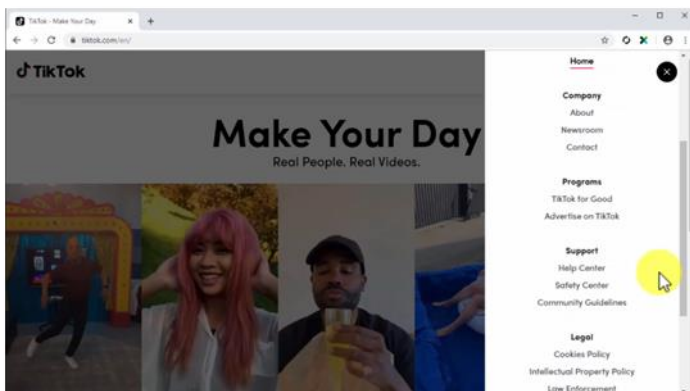 TikTok - Make Your Day
tiktok.com/en/
TikTok
Make Your Day
Real People. Real Videos.
Home
Company
About
Newsroom
Contact
Programs
TikTok for Good
Advertise on TikTok
Support
Help Center
Safety Center
Community Guidelines
Legal
Cookies Policy
Intellectual Property Policy
Law Enforcement